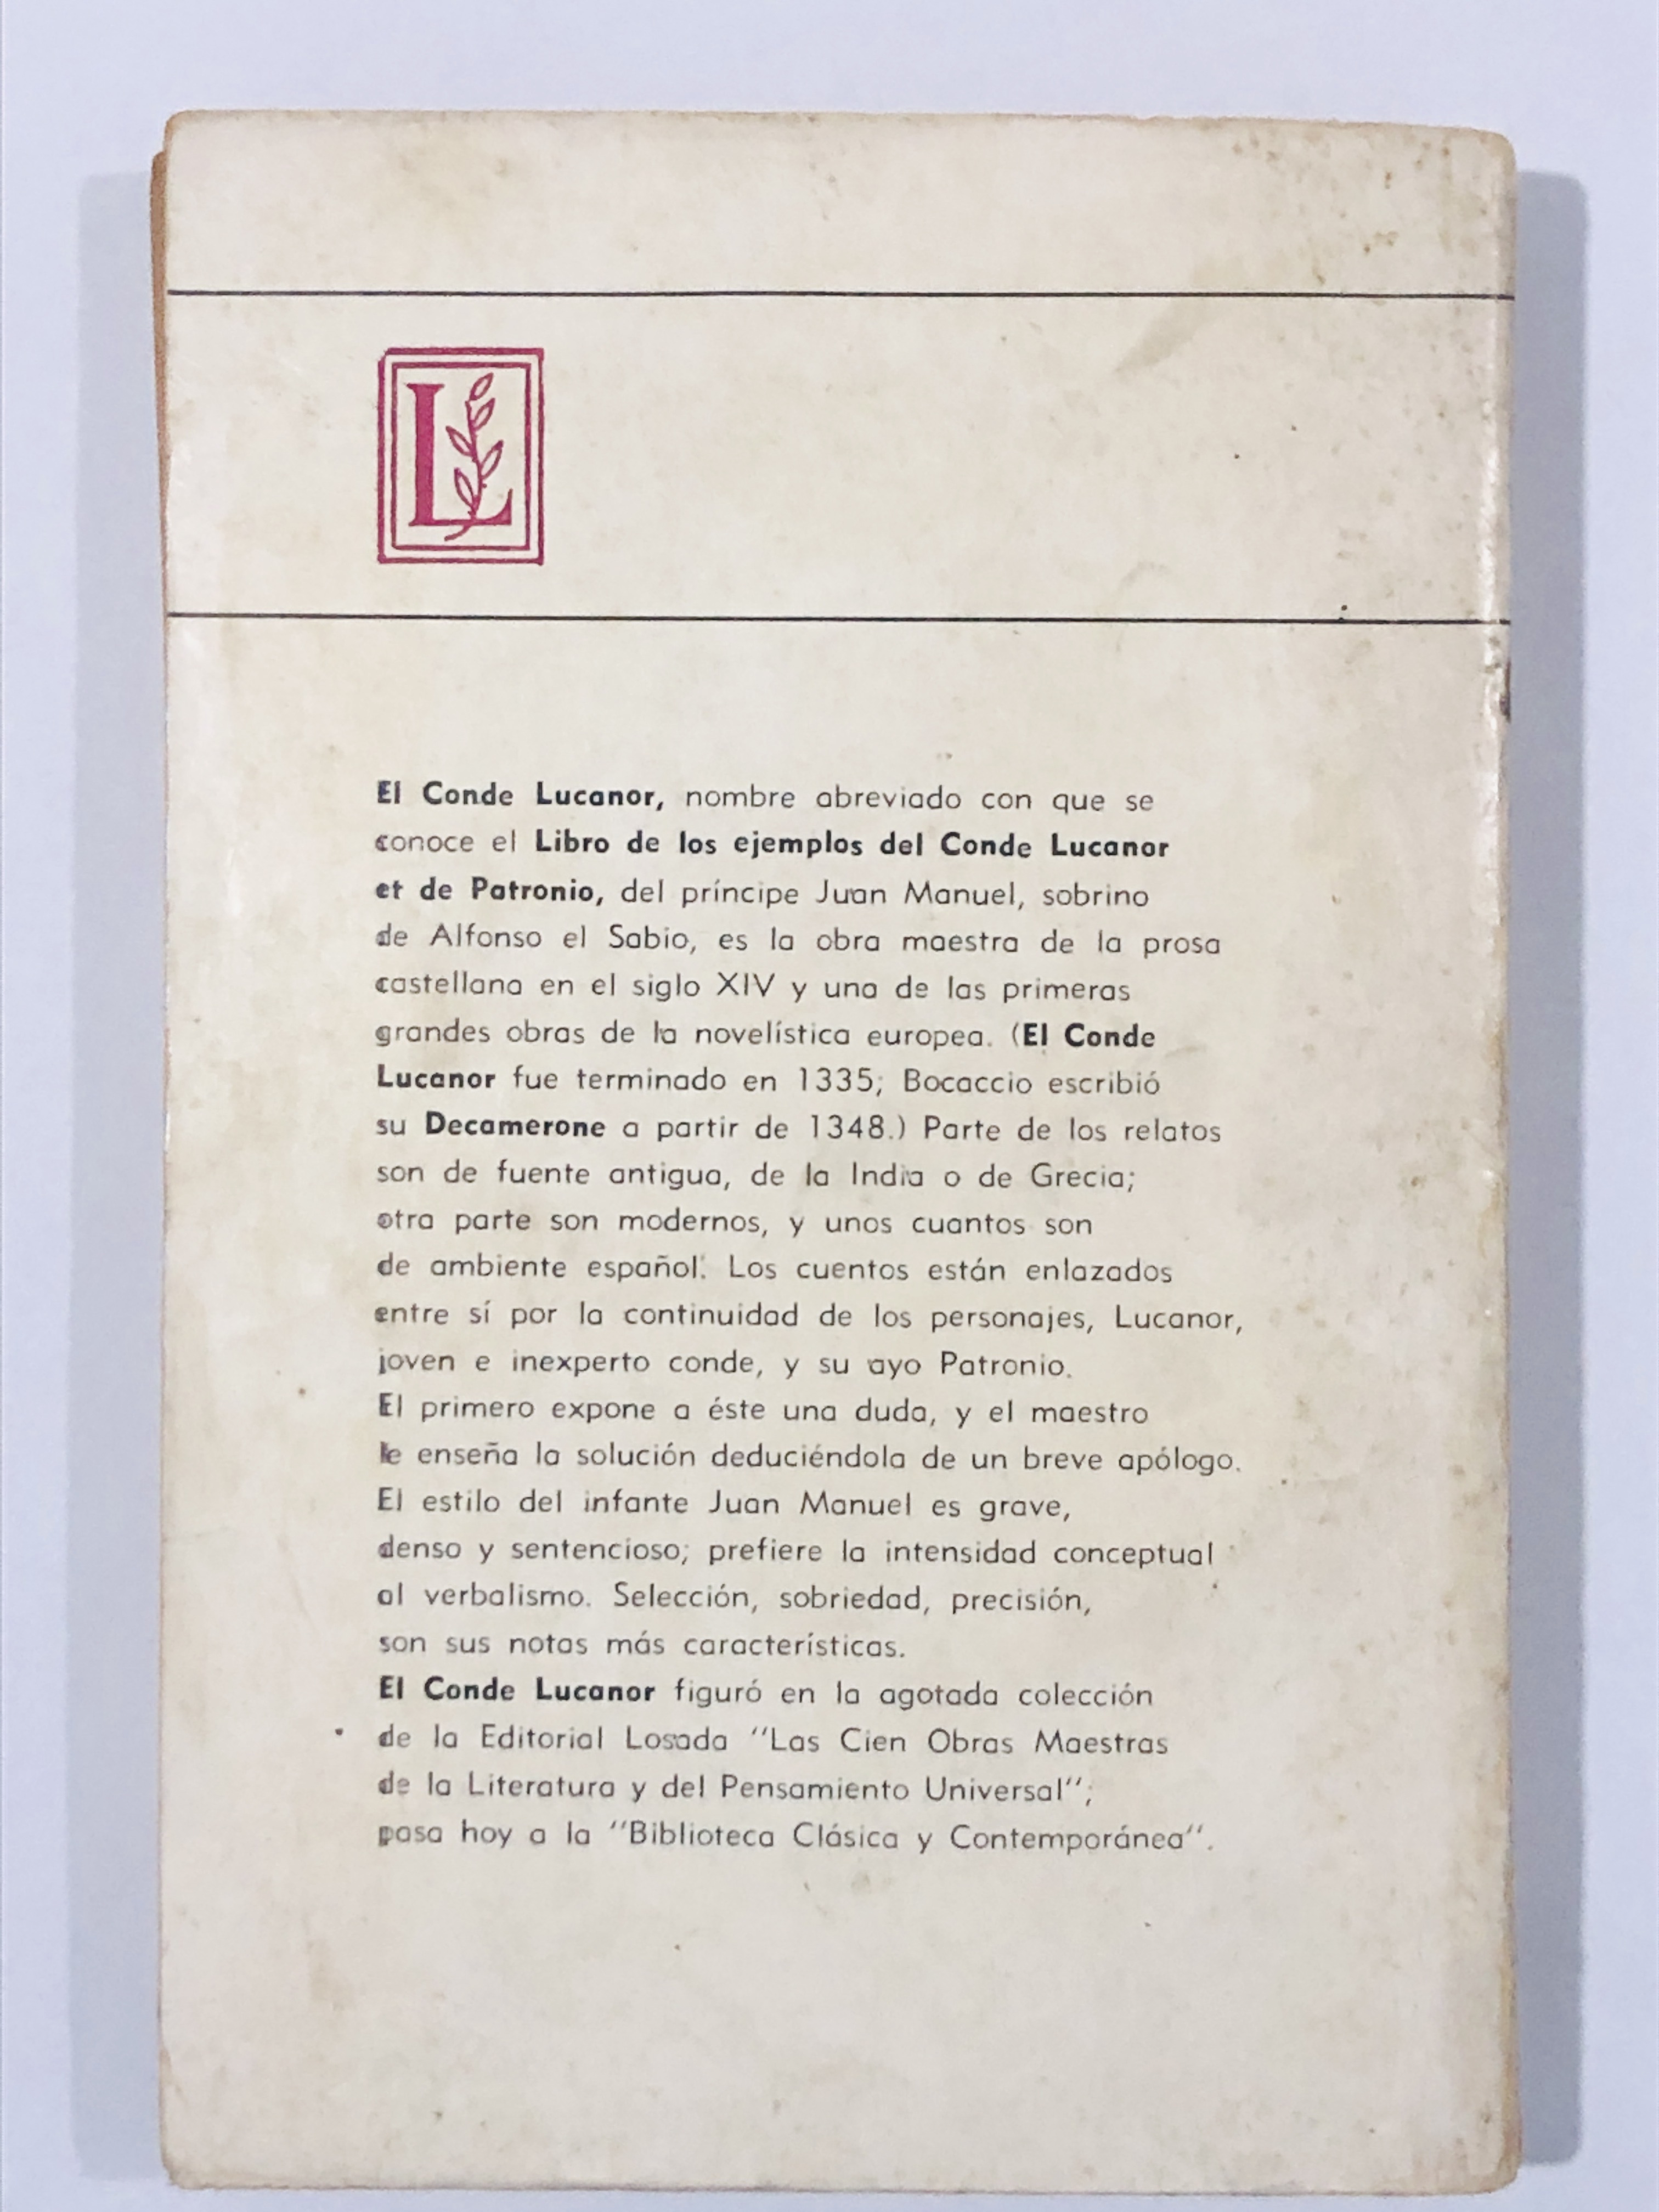 L
El Conde Lucanor, nombre abreviado con que se
conoce el Libro de los ejemplos del Conde Lucanor
et de Patronio, del príncipe Juan Manuel, sobrino
de Alfonso el Sabio, es la obra maestra de la prosa
castellana en el siglo XIV y una de las primeras
grandes obras de la novelística europea. (El Conde
Lucanor fue terminado en 1335; Bocaccio escribió
su Decamerone a partir de 1348.) Parte de los relatos
son de fuente antigua, de la India o de Grecia;
otra parte son modernos, y unos cuantos son
de ambiente español. Los cuentos están enlazados
entre sí por la continuidad de los personajes, Lucanor,
joven e inexperto conde, y su ayo Patronio.
El primero expone a éste una duda, y el maestro
le enseña la solución deduciéndola de un breve apólogo.
El estilo del infante Juan Manuel es grave,
denso y sentencioso; prefiere la intensidad conceptual
al verbalismo. Selección, sobriedad, precisión,
son sus notas más características.
El Conde Lucanor figuró en la agotada colección
de la Editorial Losada "Las Cien Obras Maestras
de la Literatura y del Pensamiento Universal";
pasa hoy a la "Biblioteca Clásica y Contemporánea".